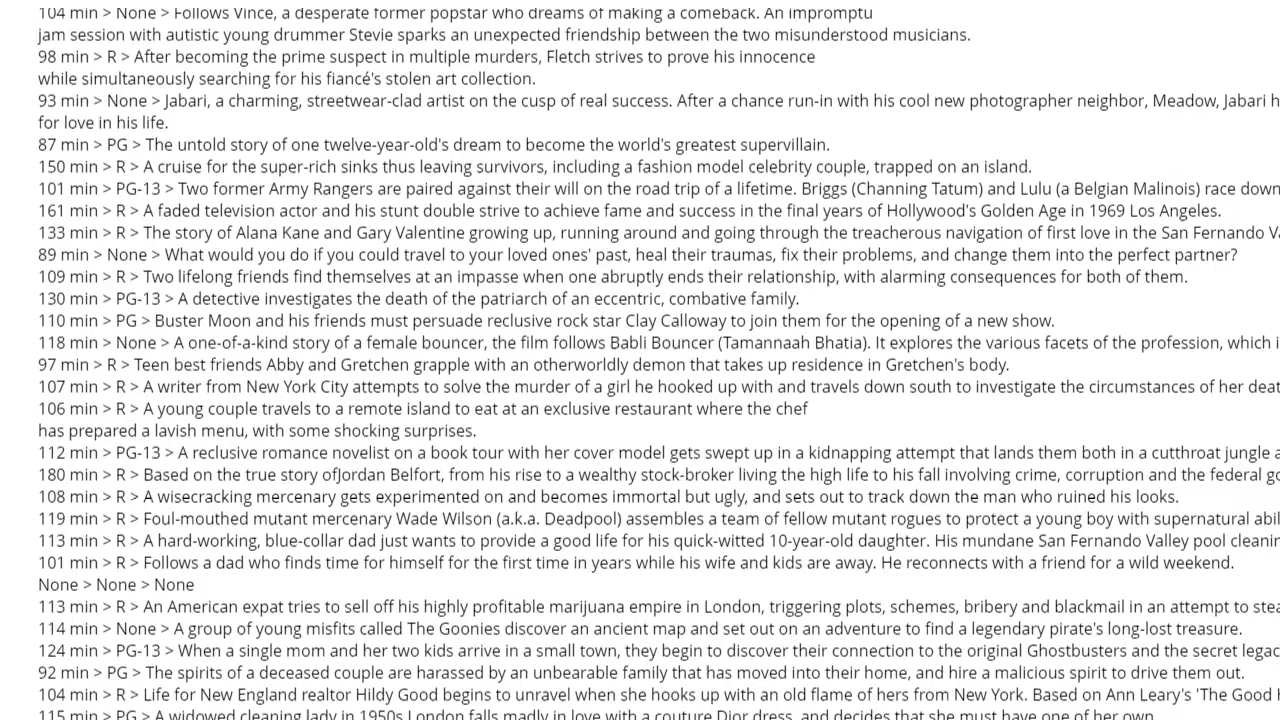 104 min > None > Follows Vince, a desperate former popstar who dreams of making a comeback. An impromptu
jam session with autistic young drummer Stevie sparks an unexpected friendship between the two misunderstood musicians.
98 min > R > After becoming the prime suspect in multiple murders, Fletch strives to prove his innocence
while simultaneously searching for his fiancé's stolen art collection.
93 min > None > Jabari, a charming, streetwear-clad artist on the cusp of real success. After a chance run-in with his cool new photographer neighbor, Meadow, Jabari h
for love in his life.
87 min > PG > The untold story of one twelve-year-old's dream to become the world's greatest supervillain.
150 min > R > A cruise for the super-rich sinks thus leaving survivors, including a fashion model celebrity couple, trapped on an island.
101 min > PG-13 > Two former Army Rangers are paired against their will on the road trip of a lifetime. Briggs (Channing Tatum) and Lulu (a Belgian Malinois) race down
161 min > R > A faded television actor and his stunt double strive to achieve fame and success in the final years of Hollywood's Golden Age in 1969 Los Angeles.
133 min > R > The story of Alana Kane and Gary Valentine growing up, running around and going through the treacherous navigation of first love in the San Fernando Va
89 min > None > What would you do if you could travel to your loved ones' past, heal their traumas, fix their problems, and change them into the perfect partner?
109 min > R > Two lifelong friends find themselves at an impasse when one abruptly ends their relationship, with alarming consequences for both of them.
130 min > PG-13 > A detective investigates the death of the patriarch of an eccentric, combative family.
110 min > PG > Buster Moon and his friends must persuade reclusive rock star Clay Calloway to join them for the opening of a new show.
118 min > None > A one-of-a-kind story of a female bouncer, the film follows Babli Bouncer (Tamannaah Bhatia). It explores the various facets of the profession, which i
97 min > R > Teen best friends Abby and Gretchen grapple with an otherworldly demon that takes up residence in Gretchen's body.
107 min > R > A writer from New York City attempts to solve the murder of a girl he hooked up with and travels down south to investigate the circumstances of her deat
106 min > R > A young couple travels to a remote island to eat at an exclusive restaurant where the chef
has prepared a lavish menu, with some shocking surprises.
112 min > PG-13 > A reclusive romance novelist on a book tour with her cover model gets swept up in a kidnapping attempt that lands them both in a cutthroat jungle a
180 min > R > Based on the true story ofJordan Belfort, from his rise to a wealthy stock-broker living the high life to his fall involving crime, corruption and the federal go
108 min > R > A wisecracking mercenary gets experimented on and becomes immortal but ugly, and sets out to track down the man who ruined his looks.
119 min > R > Foul-mouthed mutant mercenary Wade Wilson (a.k.a. Deadpool) assembles a team of fellow mutant rogues to protect a young boy with supernatural abil
113 min > R > A hard-working, blue-collar dad just wants to provide a good life for his quick-witted 10-year-old daughter. His mundane San Fernando Valley pool cleanin
101 min > R > Follows a dad who finds time for himself for the first time in years while his wife and kids are away. He reconnects with a friend for a wild weekend.
None > None > None
113 min > R > An American expat tries to sell off his highly profitable marijuana empire in London, triggering plots, schemes, bribery and blackmail in an attempt to stea
114 min > None > A group of young misfits called The Goonies discover an ancient map and set out on an adventure to find a legendary pirate's long-lost treasure.
124 min > PG-13 > When a single mom and her two kids arrive in a small town, they begin to discover their connection to the original Ghostbusters and the secret legac
92 min > PG > The spirits of a deceased couple are harassed by an unbearable family that has moved into their home, and hire a malicious spirit to drive them out.
104 min > R > Life for New England realtor Hildy Good begins to unravel when she hooks up with an old flame of hers from New York. Based on Ann Leary's 'The Good H
115 min > PG > A widowed cleaning lady in 1950s London falls madly in love with a couture Dior dress, and decides that she must have one of her own.